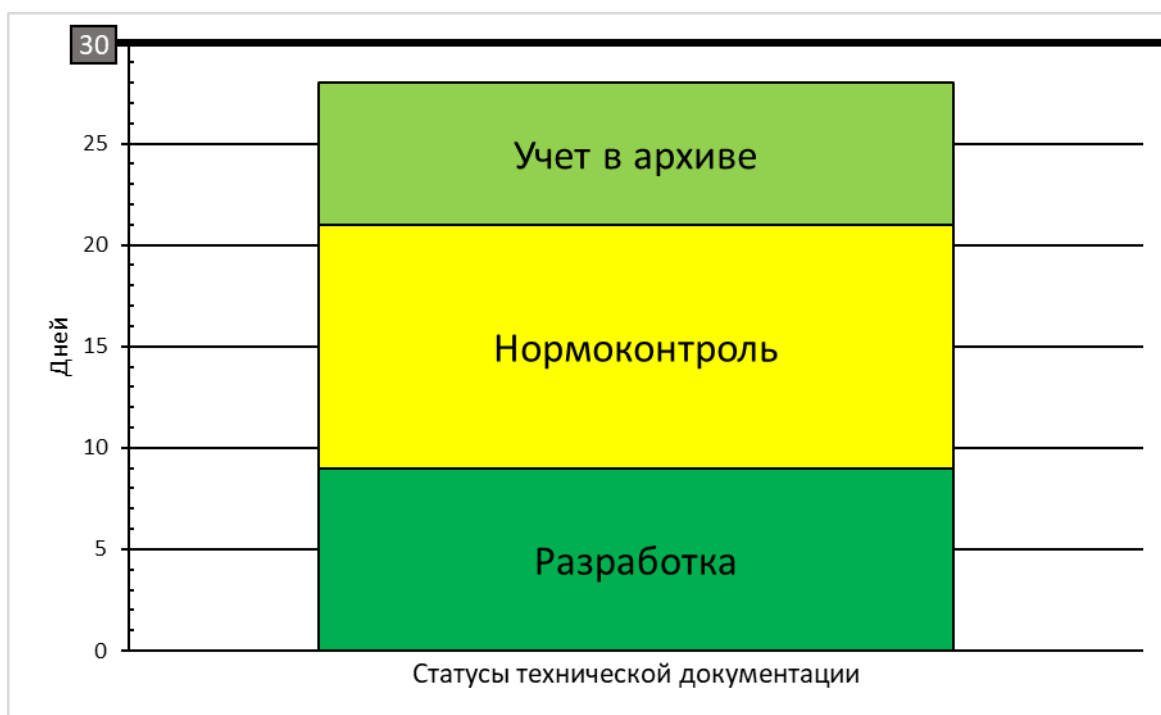 30
25
Учет в архиве
20
Дней
15
Нормоконтроль
10
5
Разработка
0
Статусы технической документации